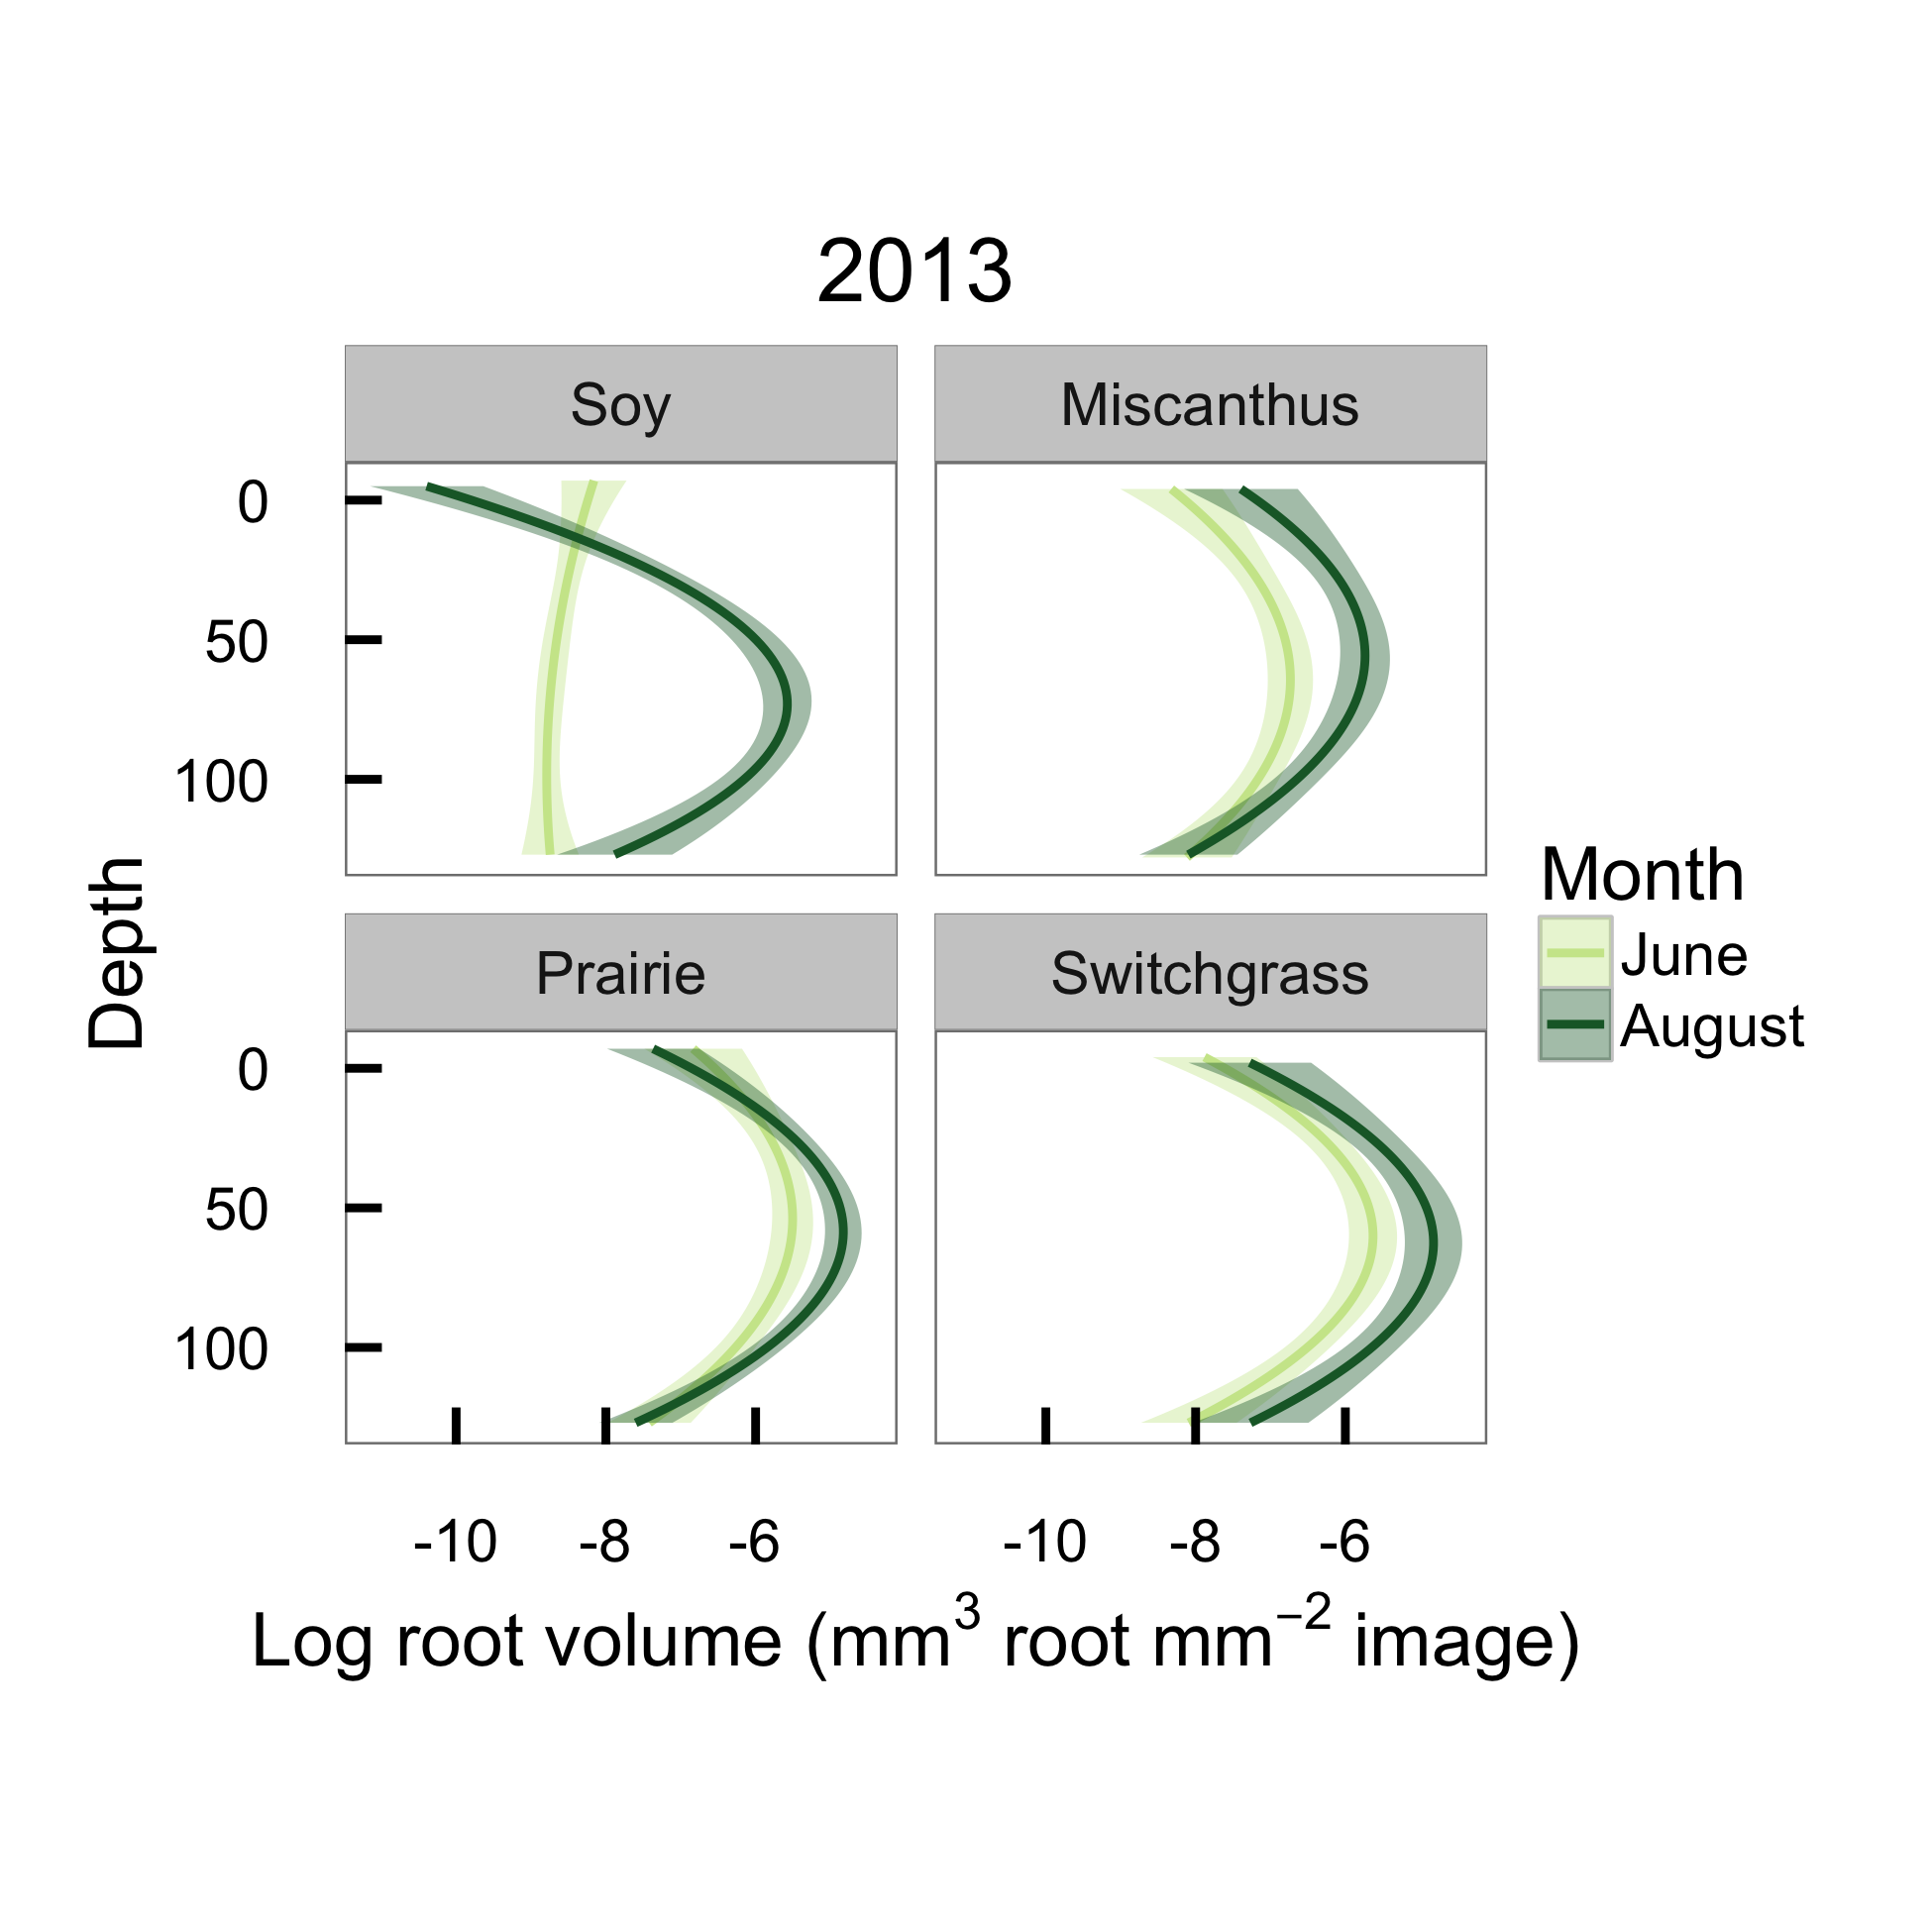 2013
Soy
Miscanthus
0
50
100
Prairie
Switchgrass
0
50
100
Depth
-10
-8
-6
-10
-8
-6
Log root volume (mm³ root mm⁻² image)
Month
June
August